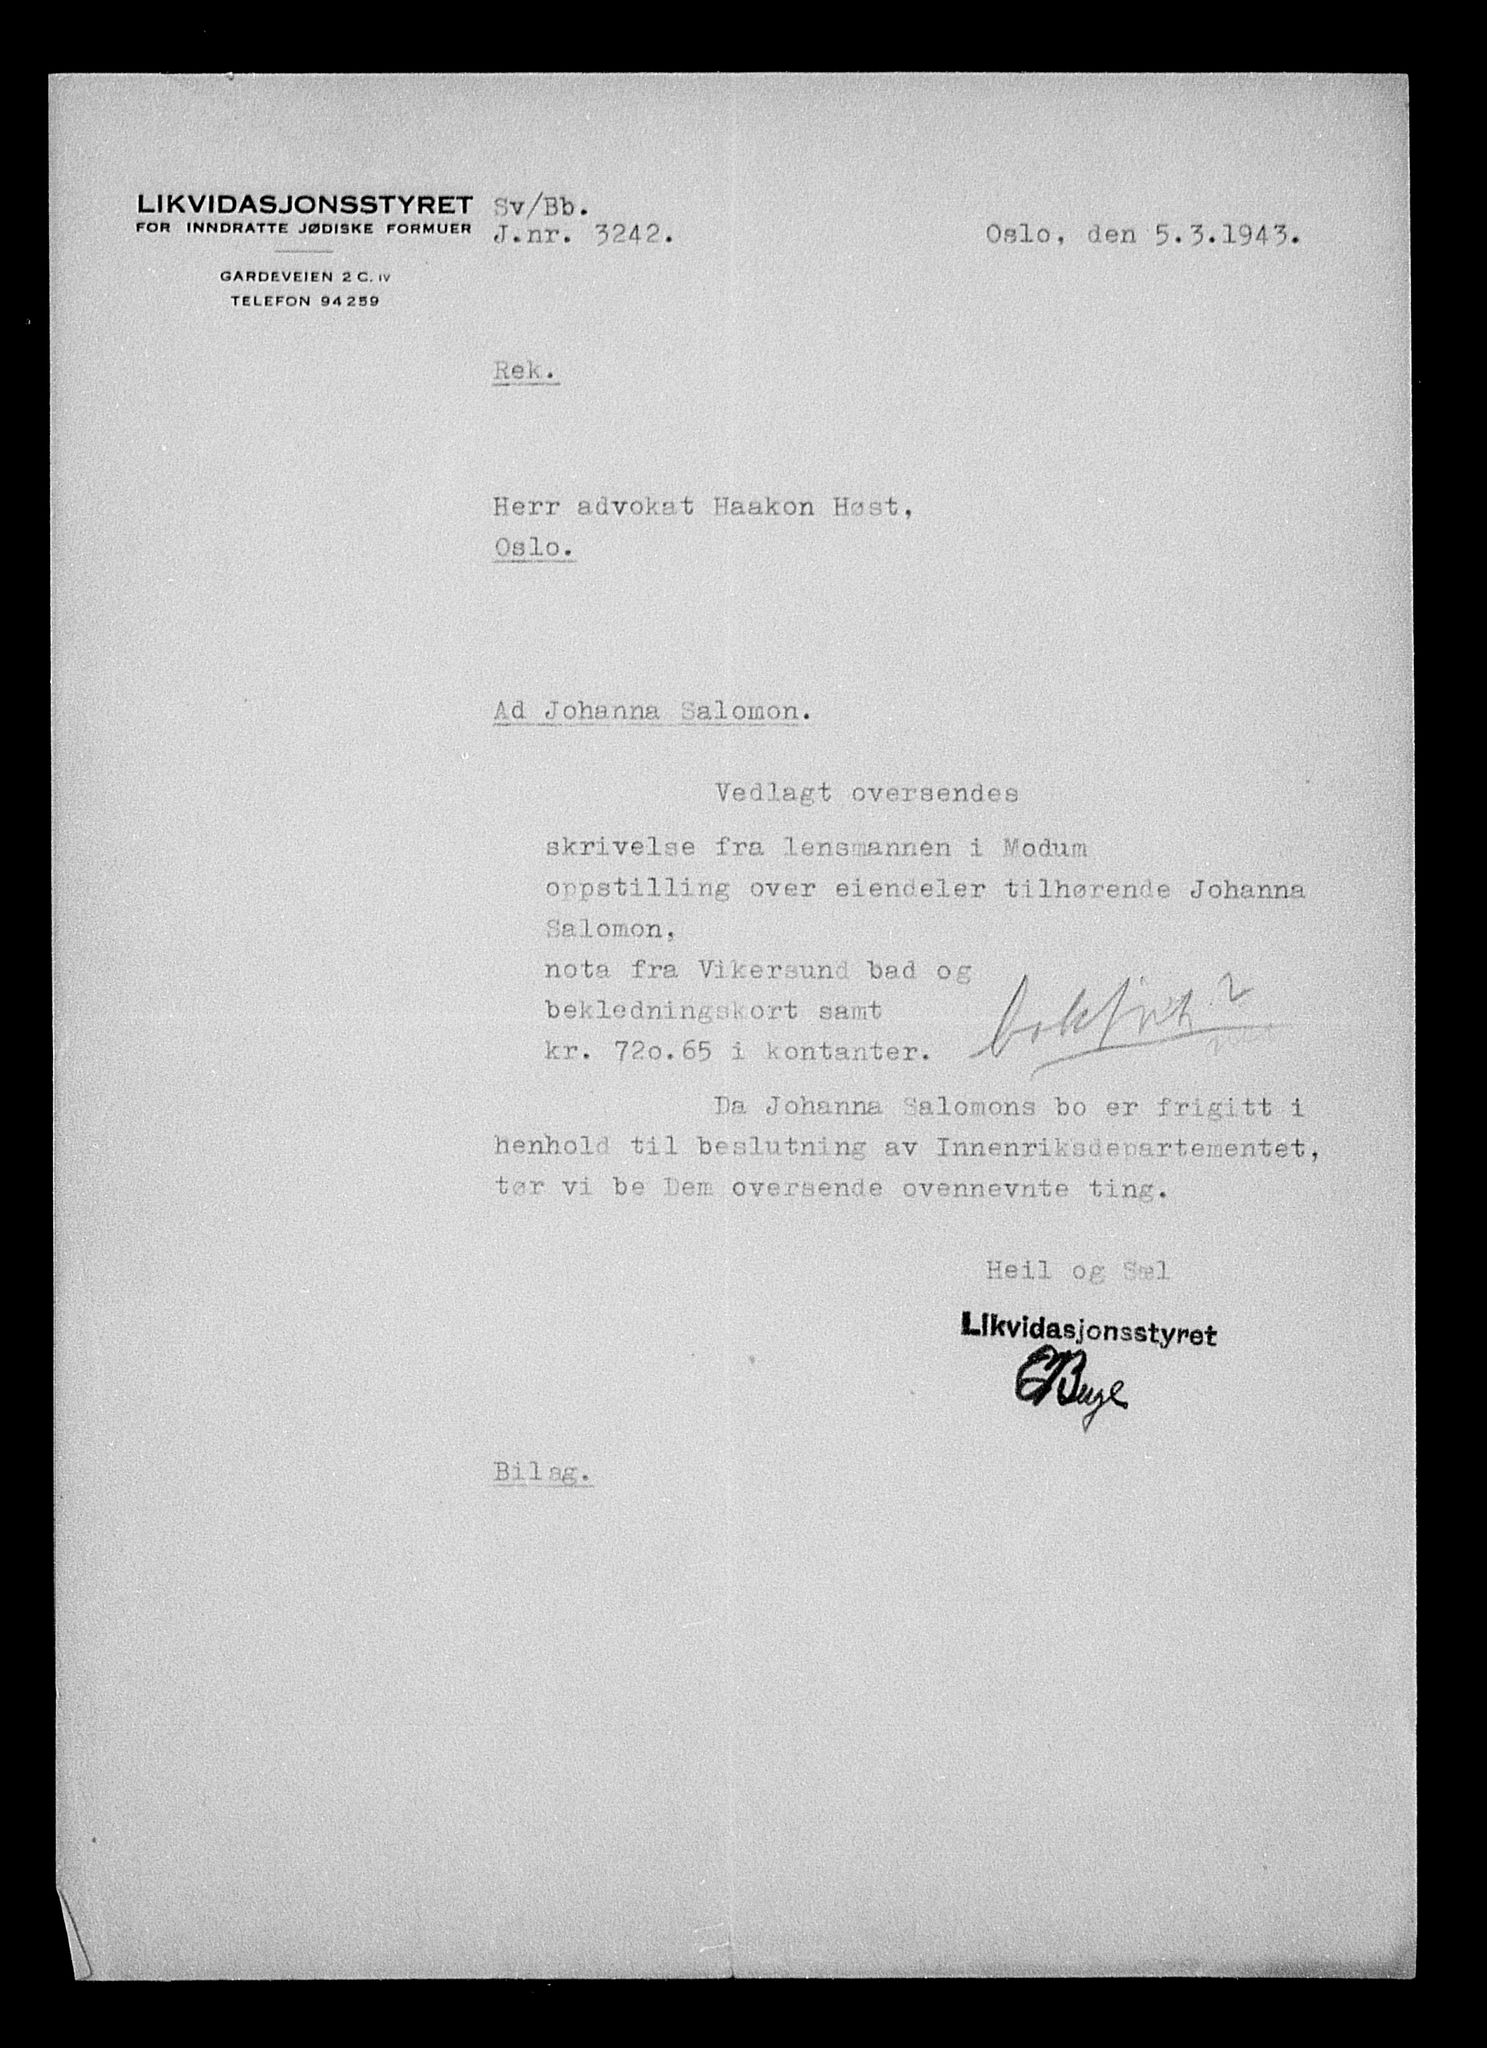 LIKVIDASJONSSTYRET
FOR INNDRATTE JØDISKE FORMUER
GARDEVEIEN 2 C. IV
TELEFON 94259
Sv/Bb.
J.nr. 3242.
Oslo, den 5.3.1943.
Rek.
Herr advokat Haakon Høst,
Oslo.
Ad Johanna Salomon.
Vedlagt oversendes
skrivelse fra lensmannen i Modum
oppstilling over eiendeler tilhørende Johanna
Salomon,
nota fra Vikersund bad og
bekledningskort samt
kr. 72o.65 i kontanter.
Da Johanna Salomons bo er frigitt i
henhold til beslutning av Innenriksdepartementet,
tør vi be Dem oversende ovennevnte ting.
Heil og Sæl
Likvidasjonsstyret
Bilag.